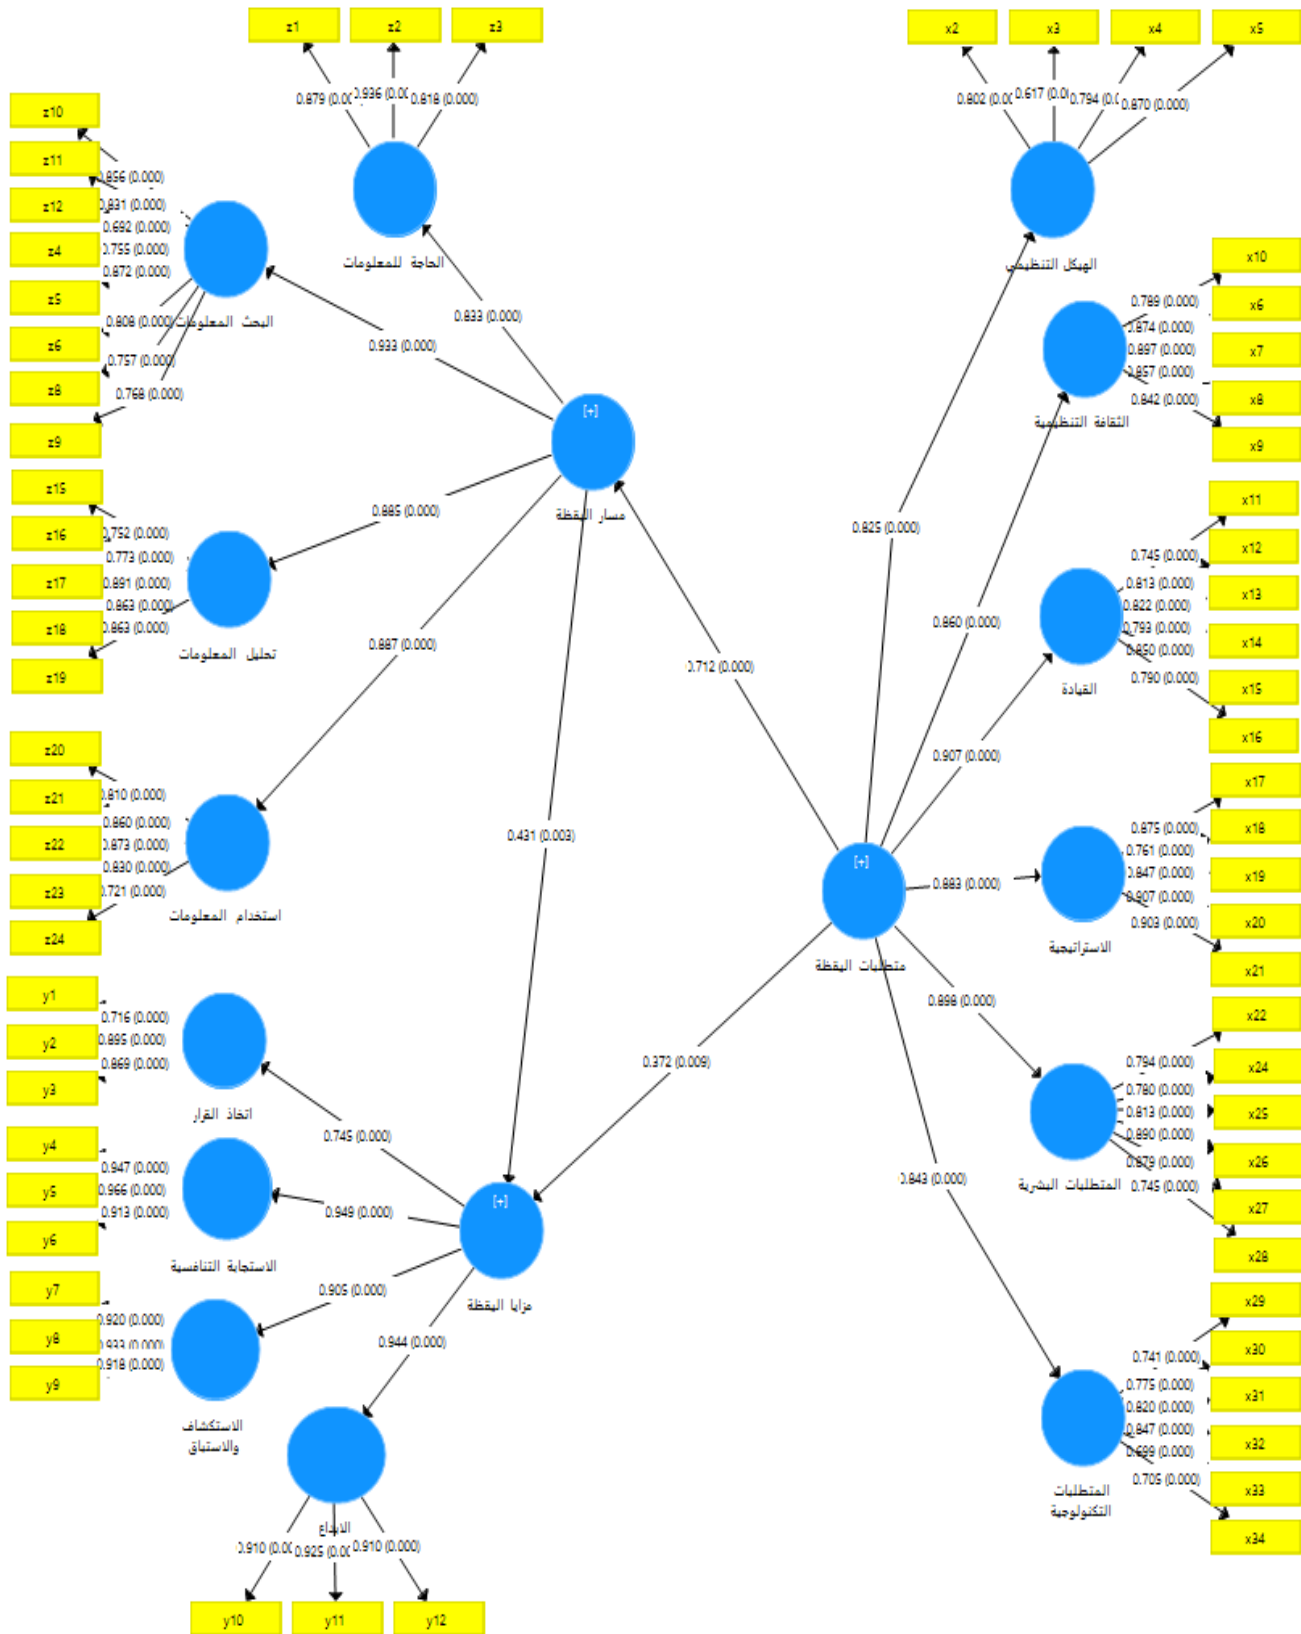 z1
z2
z3
0.879 (0.00
0.936 (0.00
0.818 (0.000)
الحاجة للمعلومات
x2
x3
x4
x5
0.802 (0.00
0.617 (0.00
0.794 (0.0
0.870 (0.000)
الهيكل التنظيمي
z10
z11
z12
z4
z5
z6
z8
z9
0.856 (0.000)
0.831 (0.000)
0.692 (0.000)
0.755 (0.000)
0.872 (0.000)
0.808 (0.000)
0.757 (0.000)
0.768 (0.000)
البحث المعلومات
0.833 (0.000)
0.933 (0.000)
[+]
مسار اليقظة
0.885 (0.000)
0.887 (0.000)
0.712 (0.000)
0.431 (0.003)
z15
z16
z17
z18
z19
0.752 (0.000)
0.773 (0.000)
0.891 (0.000)
0.863 (0.000)
0.863 (0.000)
تحليل المعلومات
z20
z21
z22
z23
z24
0.810 (0.000)
0.860 (0.000)
0.873 (0.000)
0.830 (0.000)
0.721 (0.000)
استخدام المعلومات
x10
x6
x7
x8
x9
0.789 (0.000)
0.874 (0.000)
0.897 (0.000)
0.857 (0.000)
0.842 (0.000)
الثقافة التنظيمية
0.825 (0.000)
0.860 (0.000)
x11
x12
x13
x14
x15
x16
0.745 (0.000)
0.813 (0.000)
0.822 (0.000)
0.793 (0.000)
0.850 (0.000)
0.790 (0.000)
القيادة
0.907 (0.000)
x17
x18
x19
x20
x21
0.875 (0.000)
0.761 (0.000)
0.847 (0.000)
0.907 (0.000)
0.903 (0.000)
الاستراتيجية
[+]
متطلبات اليقظة
0.883 (0.000)
0.898 (0.000)
0.372 (0.009)
0.843 (0.000)
x22
x24
x25
x26
x27
x28
0.794 (0.000)
0.780 (0.000)
0.813 (0.000)
0.890 (0.000)
0.879 (0.000)
0.745 (0.000)
المتطلبات البشرية
x29
x30
x31
x32
x33
x34
0.741 (0.000)
0.775 (0.000)
0.820 (0.000)
0.847 (0.000)
0.699 (0.000)
0.705 (0.000)
المتطلبات
التكنولوجية
y1
y2
y3
0.716 (0.000)
0.895 (0.000)
0.869 (0.000)
اتخاذ القرار
0.745 (0.000)
y4
y5
y6
0.947 (0.000)
0.966 (0.000)
0.913 (0.000)
الاستجابة التنافسية
0.949 (0.000)
[+]
مزايا اليقظة
y7
y8
y9
0.920 (0.000)
0.933 (0.000)
0.918 (0.000)
الاستكشاف
والاستباق
0.905 (0.000)
0.944 (0.000)
الابداع
0.910 (0.00
0.925 (0.00
0.910 (0.000)
y10
y11
y12